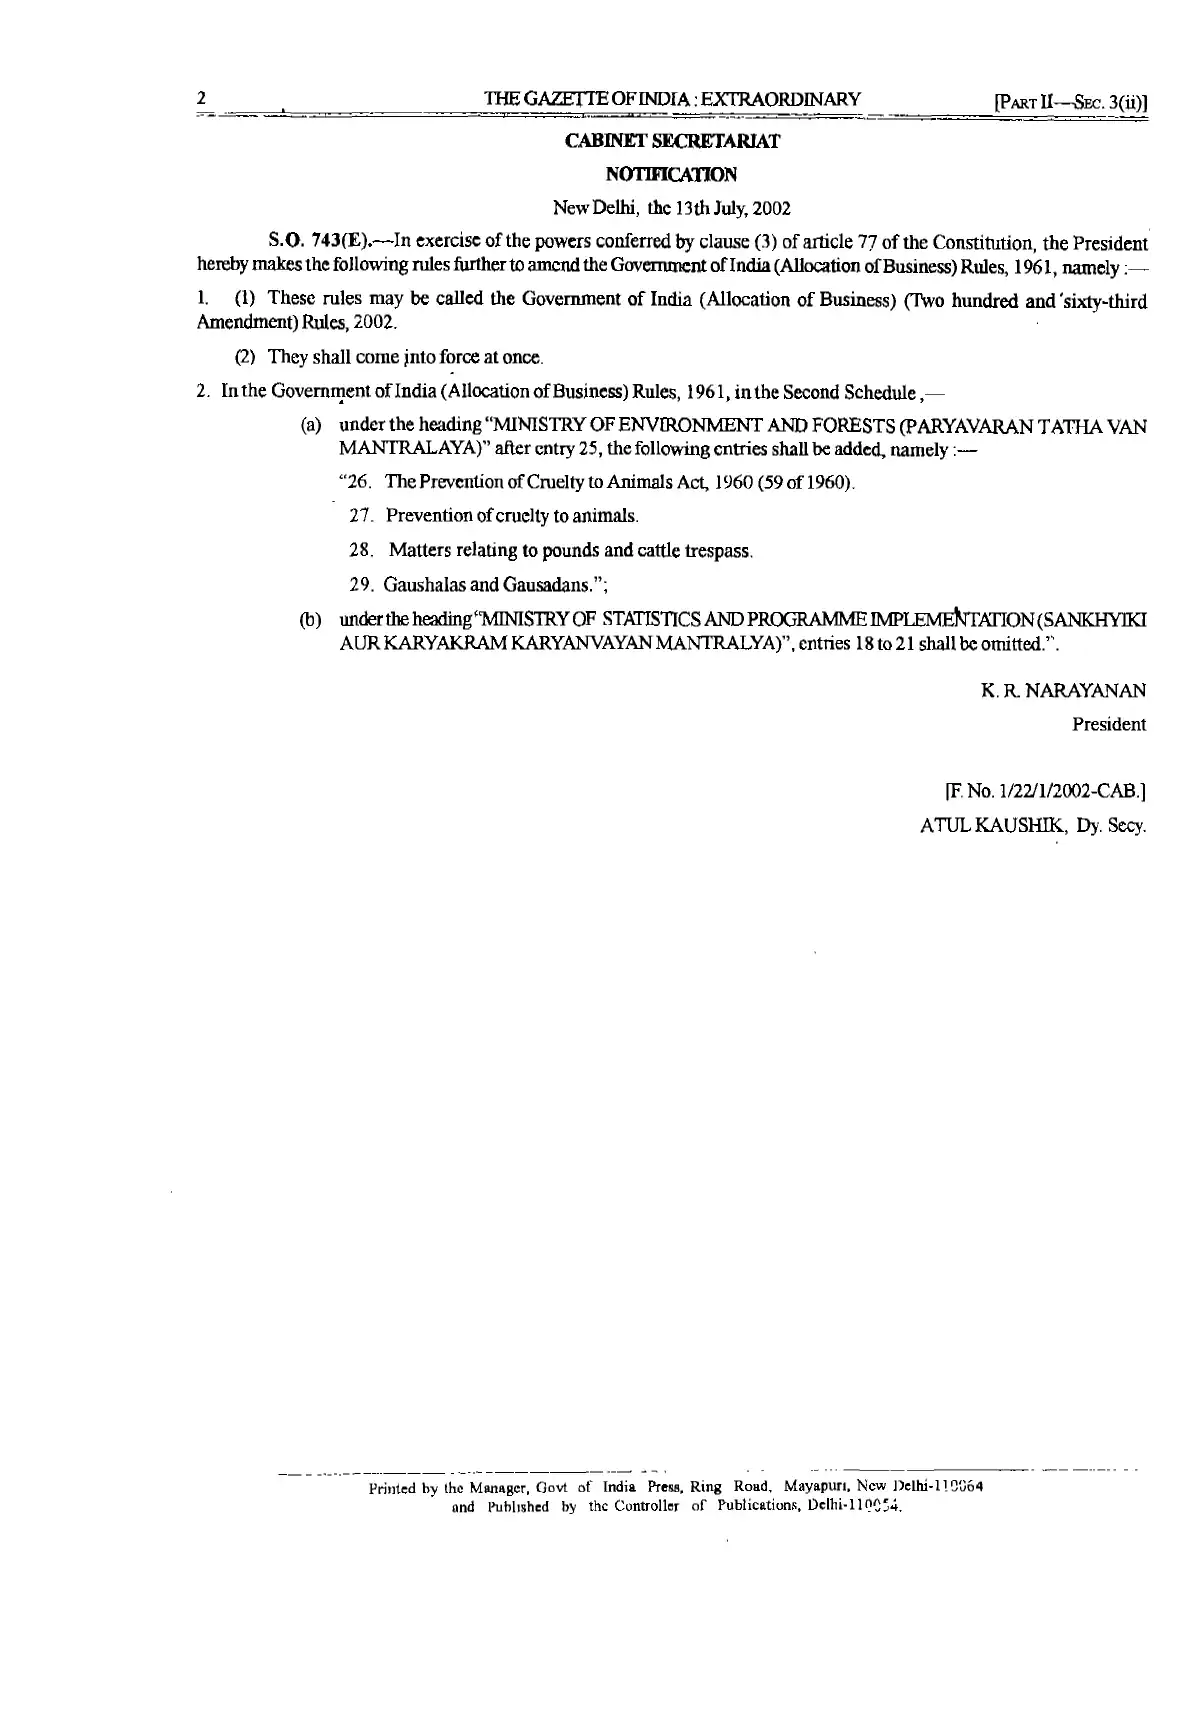 2 THE GAZETTE OF INDIA : EXTRAORDINARY [PART II—SEC. 3(ii)]
CABINET SECRETARIAT
NOTIFICATION
New Delhi, the 13th July, 2002
S.O. 743(E).—In exercise of the powers conferred by clause (3) of article 77 of the Constitution, the President
hereby makes the following rules further to amend the Government of India (Allocation of Business) Rules, 1961, namely :—
1. (1) These rules may be called the Government of India (Allocation of Business) (Two hundred and sixty-third
Amendment) Rules, 2002.
(2) They shall come into force at once.
2. In the Government of India (Allocation of Business) Rules, 1961, in the Second Schedule ,—
(a) under the heading "MINISTRY OF ENVIRONMENT AND FORESTS (PARYAVARAN TATHA VAN
MANTRALAYA)" after entry 25, the following entries shall be added, namely :—
"26. The Prevention of Cruelty to Animals Act, 1960 (59 of 1960).
27. Prevention of cruelty to animals.
28. Matters relating to pounds and cattle trespass.
29. Gaushalas and Gausadans.";
(b) under the heading "MINISTRY OF STATISTICS AND PROGRAMME IMPLEMENTATION (SANKHYIKI
AUR KARYAKRAM KARYANVAYAN MANTRALYA)", entries 18 to 21 shall be omitted.".
K. R. NARAYANAN
President
[F. No. 1/22/1/2002-CAB.]
ATUL KAUSHIK, Dy. Secy.
Printed by the Manager, Govt of India Press, Ring Road, Mayapuri, New Delhi-110064
and Published by the Controller of Publications, Delhi-110054.